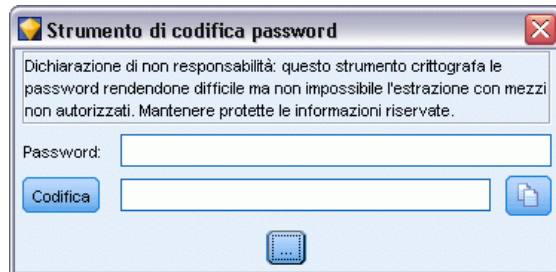 Strumento di codifica password
Dichiarazione di non responsabilità: questo strumento crittografa le
password rendendone difficile ma non impossibile l'estrazione con mezzi
non autorizzati. Mantenere protette le informazioni riservate.
Password:
Codifica
...